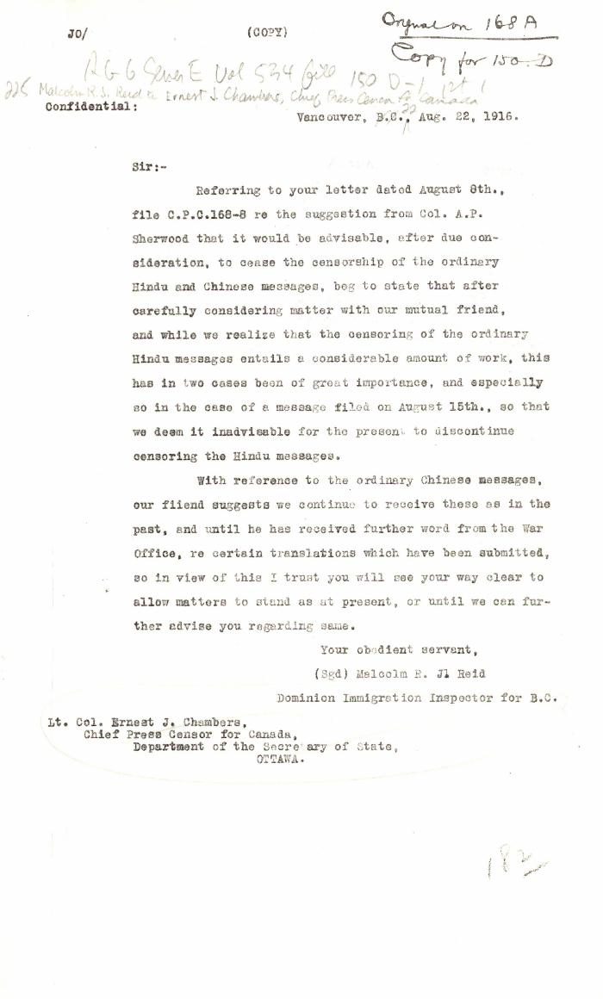 Original on 168 A
JO/ (COPY)
Copy for 150-D
RG 6 Series E Vol 534 file 150 D-1 pt 1
225 Malcolm R.J. Reid to Ernest J. Chambers, Chief Press Censor for Canada
Confidential:
Vancouver, B.C., Aug. 22, 1916.
Sir:-
Referring to your letter dated August 8th.,
file C.P.C.168-8 re the suggestion from Col. A.P.
Sherwood that it would be advisable, after due con-
sideration, to cease the censorship of the ordinary
Hindu and Chinese messages, beg to state that after
carefully considering matter with our mutual friend,
and while we realize that the censoring of the ordinary
Hindu messages entails a considerable amount of work, this
has in two cases been of great importance, and especially
so in the case of a message filed on August 15th., so that
we deem it inadvisable for the present to discontinue
censoring the Hindu messages.
With reference to the ordinary Chinese messages,
our fiiend suggests we continue to receive these as in the
past, and until he has received further word from the War
Office, re certain translations which have been submitted,
so in view of this I trust you will see your way clear to
allow matters to stand as at present, or until we can fur-
ther advise you regarding same.
Your obedient servant,
(Sgd) Malcolm R. Jl Reid
Dominion Immigration Inspector for B.C.
Lt. Col. Ernest J. Chambers,
Chief Press Censor for Canada,
Department of the Secretary of State,
OTTAWA.
182